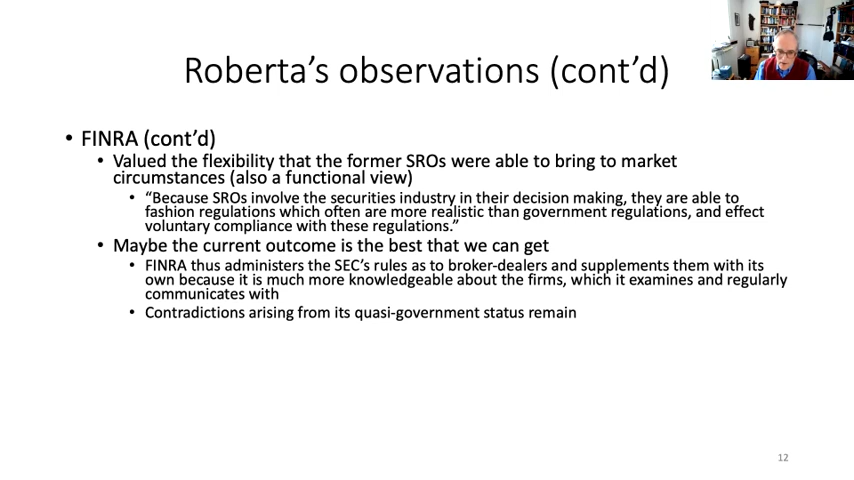 Roberta’s observations (cont’d)
• FINRA (cont’d)
• Valued the flexibility that the former SROs were able to bring to market
circumstances (also a functional view)
• “Because SROs involve the securities industry in their decision making, they are able to
fashion regulations which often are more realistic than government regulations, and effect
voluntary compliance with these regulations.”
• Maybe the current outcome is the best that we can get
• FINRA thus administers the SEC’s rules as to broker-dealers and supplements them with its
own because it is much more knowledgeable about the firms, which it examines and regularly
communicates with
• Contradictions arising from its quasi-government status remain
12